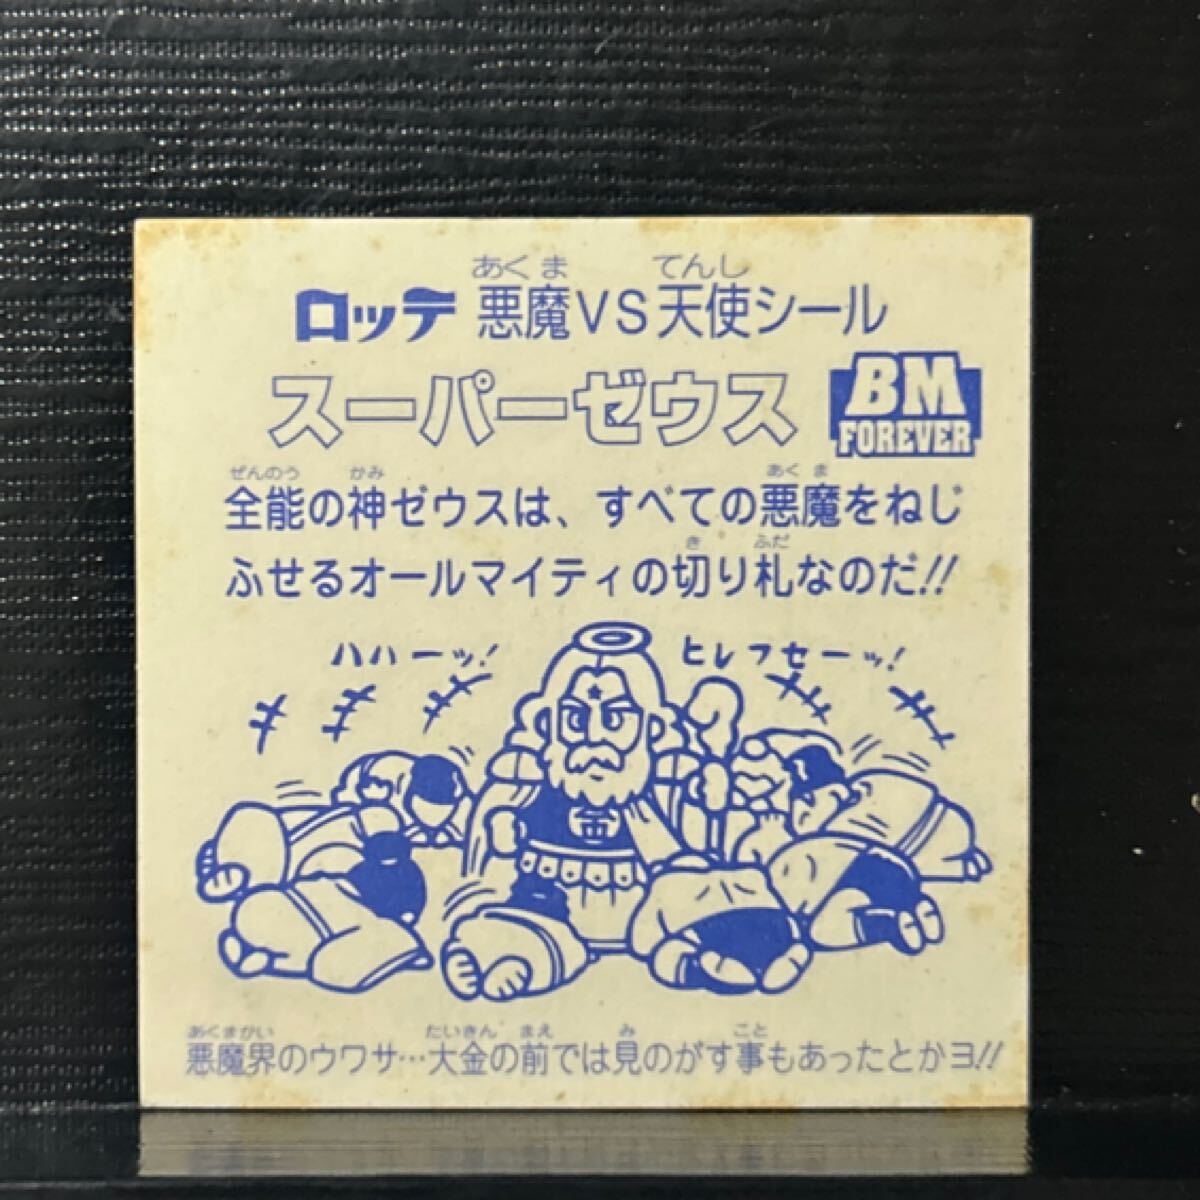 あくま てんし
ロッテ 悪魔VS天使シール
スーパーゼウス
BM
FOREVER
ぜんのう かみ あくま
全能の神ゼウスは、すべての悪魔をねじ
き ふだ
ふせるオールマイティの切り札なのだ!!
ハハーッ! ヒレフセーッ!
あくまかい たいきん まえ み こと
悪魔界のウワサ…大金の前では見のがす事もあったとかヨ!!